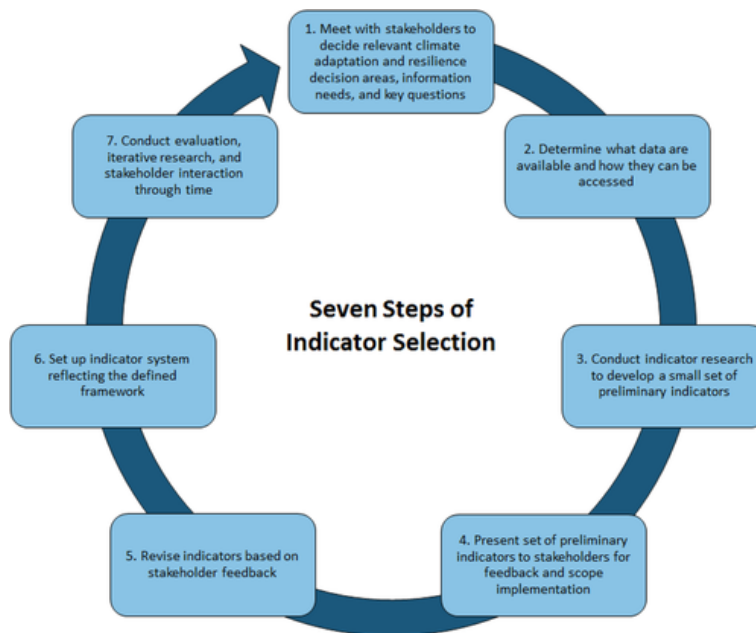 1. Meet with stakeholders to
decide relevant climate
adaptation and resilience
decision areas, information
needs, and key questions
2. Determine what data are
available and how they can be
accessed
3. Conduct indicator research
to develop a small set of
preliminary indicators
4. Present set of preliminary
indicators to stakeholders for
feedback and scope
implementation
5. Revise indicators based on
stakeholder feedback
6. Set up indicator system
reflecting the defined
framework
7. Conduct evaluation,
iterative research, and
stakeholder interaction
through time
Seven Steps of
Indicator Selection